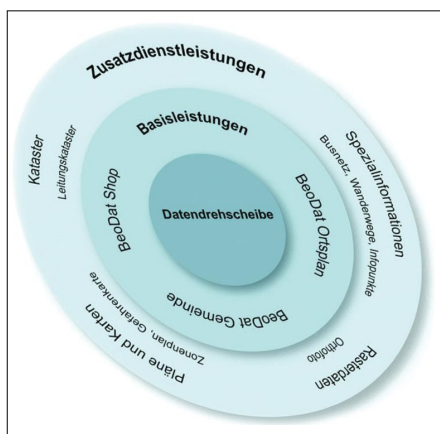 Zusatzdienstleistungen
Basisleistungen
Datendrehscheibe
BeoDat Shop
BeoDat Ortsplan
BeoDat Gemeinde
Kataster
Leitungskataster
Spezialinformationen
Busnetz, Wanderwege, Infopunkte
Zonenplan, Gefahrenkarte
Pläne und Karten
Orthofoto
Rasterdaten